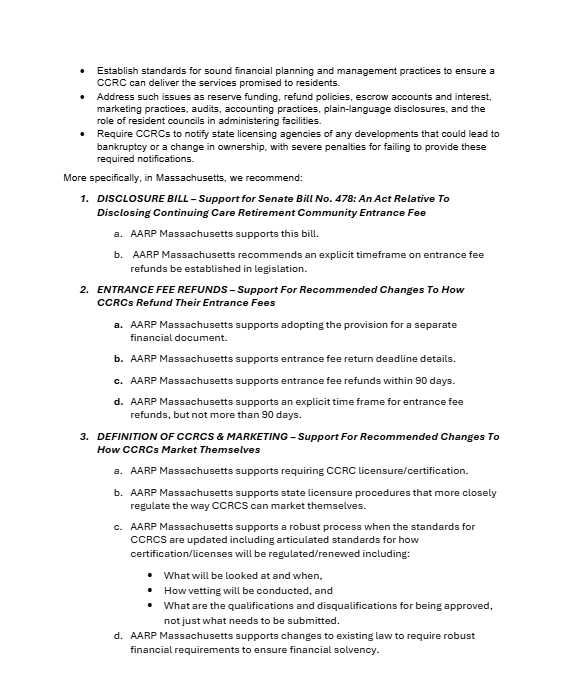 • Establish standards for sound financial planning and management practices to ensure a
CCRC can deliver the services promised to residents.
• Address such issues as reserve funding, refund policies, escrow accounts and interest,
marketing practices, audits, accounting practices, plain-language disclosures, and the
role of resident councils in administering facilities.
• Require CCRCs to notify state licensing agencies of any developments that could lead to
bankruptcy or a change in ownership, with severe penalties for failing to provide these
required notifications.
More specifically, in Massachusetts, we recommend:
1. DISCLOSURE BILL – Support for Senate Bill No. 478: An Act Relative To
Disclosing Continuing Care Retirement Community Entrance Fee
a. AARP Massachusetts supports this bill.
b. AARP Massachusetts recommends an explicit timeframe on entrance fee
refunds be established in legislation.
2. ENTRANCE FEE REFUNDS – Support For Recommended Changes To How
CCRCs Refund Their Entrance Fees
a. AARP Massachusetts supports adopting the provision for a separate
financial document.
b. AARP Massachusetts supports entrance fee return deadline details.
c. AARP Massachusetts supports entrance fee refunds within 90 days.
d. AARP Massachusetts supports an explicit time frame for entrance fee
refunds, but not more than 90 days.
3. DEFINITION OF CCRCS & MARKETING – Support For Recommended Changes To
How CCRCs Market Themselves
a. AARP Massachusetts supports requiring CCRC licensure/certification.
b. AARP Massachusetts supports state licensure procedures that more closely
regulate the way CCRCS can market themselves.
c. AARP Massachusetts supports a robust process when the standards for
CCRCS are updated including articulated standards for how
certification/licenses will be regulated/renewed including:
• What will be looked at and when,
• How vetting will be conducted, and
• What are the qualifications and disqualifications for being approved,
not just what needs to be submitted.
d. AARP Massachusetts supports changes to existing law to require robust
financial requirements to ensure financial solvency.